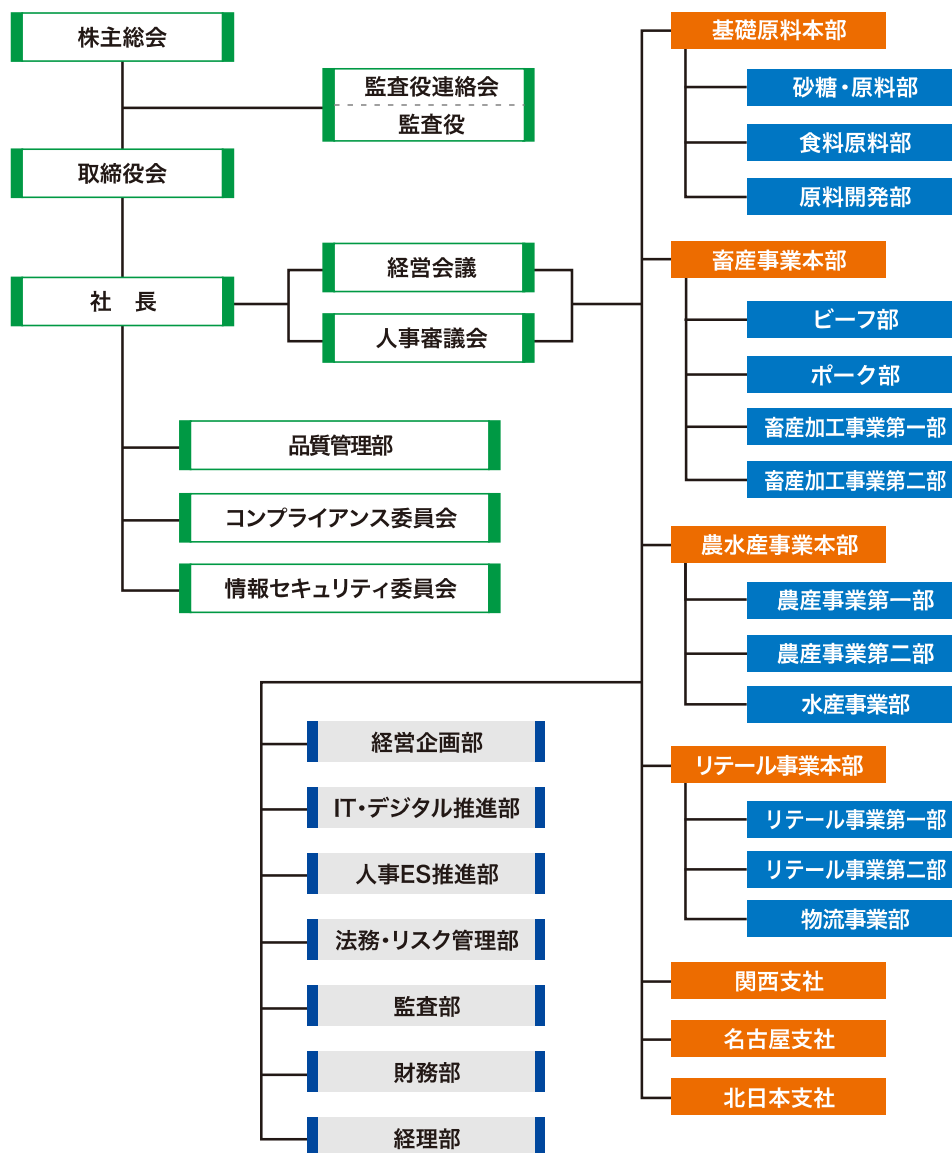 株主総会
監査役連絡会
監査役
取締役会
社　長
経営会議
人事審議会
品質管理部
コンプライアンス委員会
情報セキュリティ委員会
経営企画部
IT・デジタル推進部
人事ES推進部
法務・リスク管理部
監査部
財務部
経理部
基礎原料本部
砂糖・原料部
食料原料部
原料開発部
畜産事業本部
ビーフ部
ポーク部
畜産加工事業第一部
畜産加工事業第二部
農水産事業本部
農産事業第一部
農産事業第二部
水産事業部
リテール事業本部
リテール事業第一部
リテール事業第二部
物流事業部
関西支社
名古屋支社
北日本支社